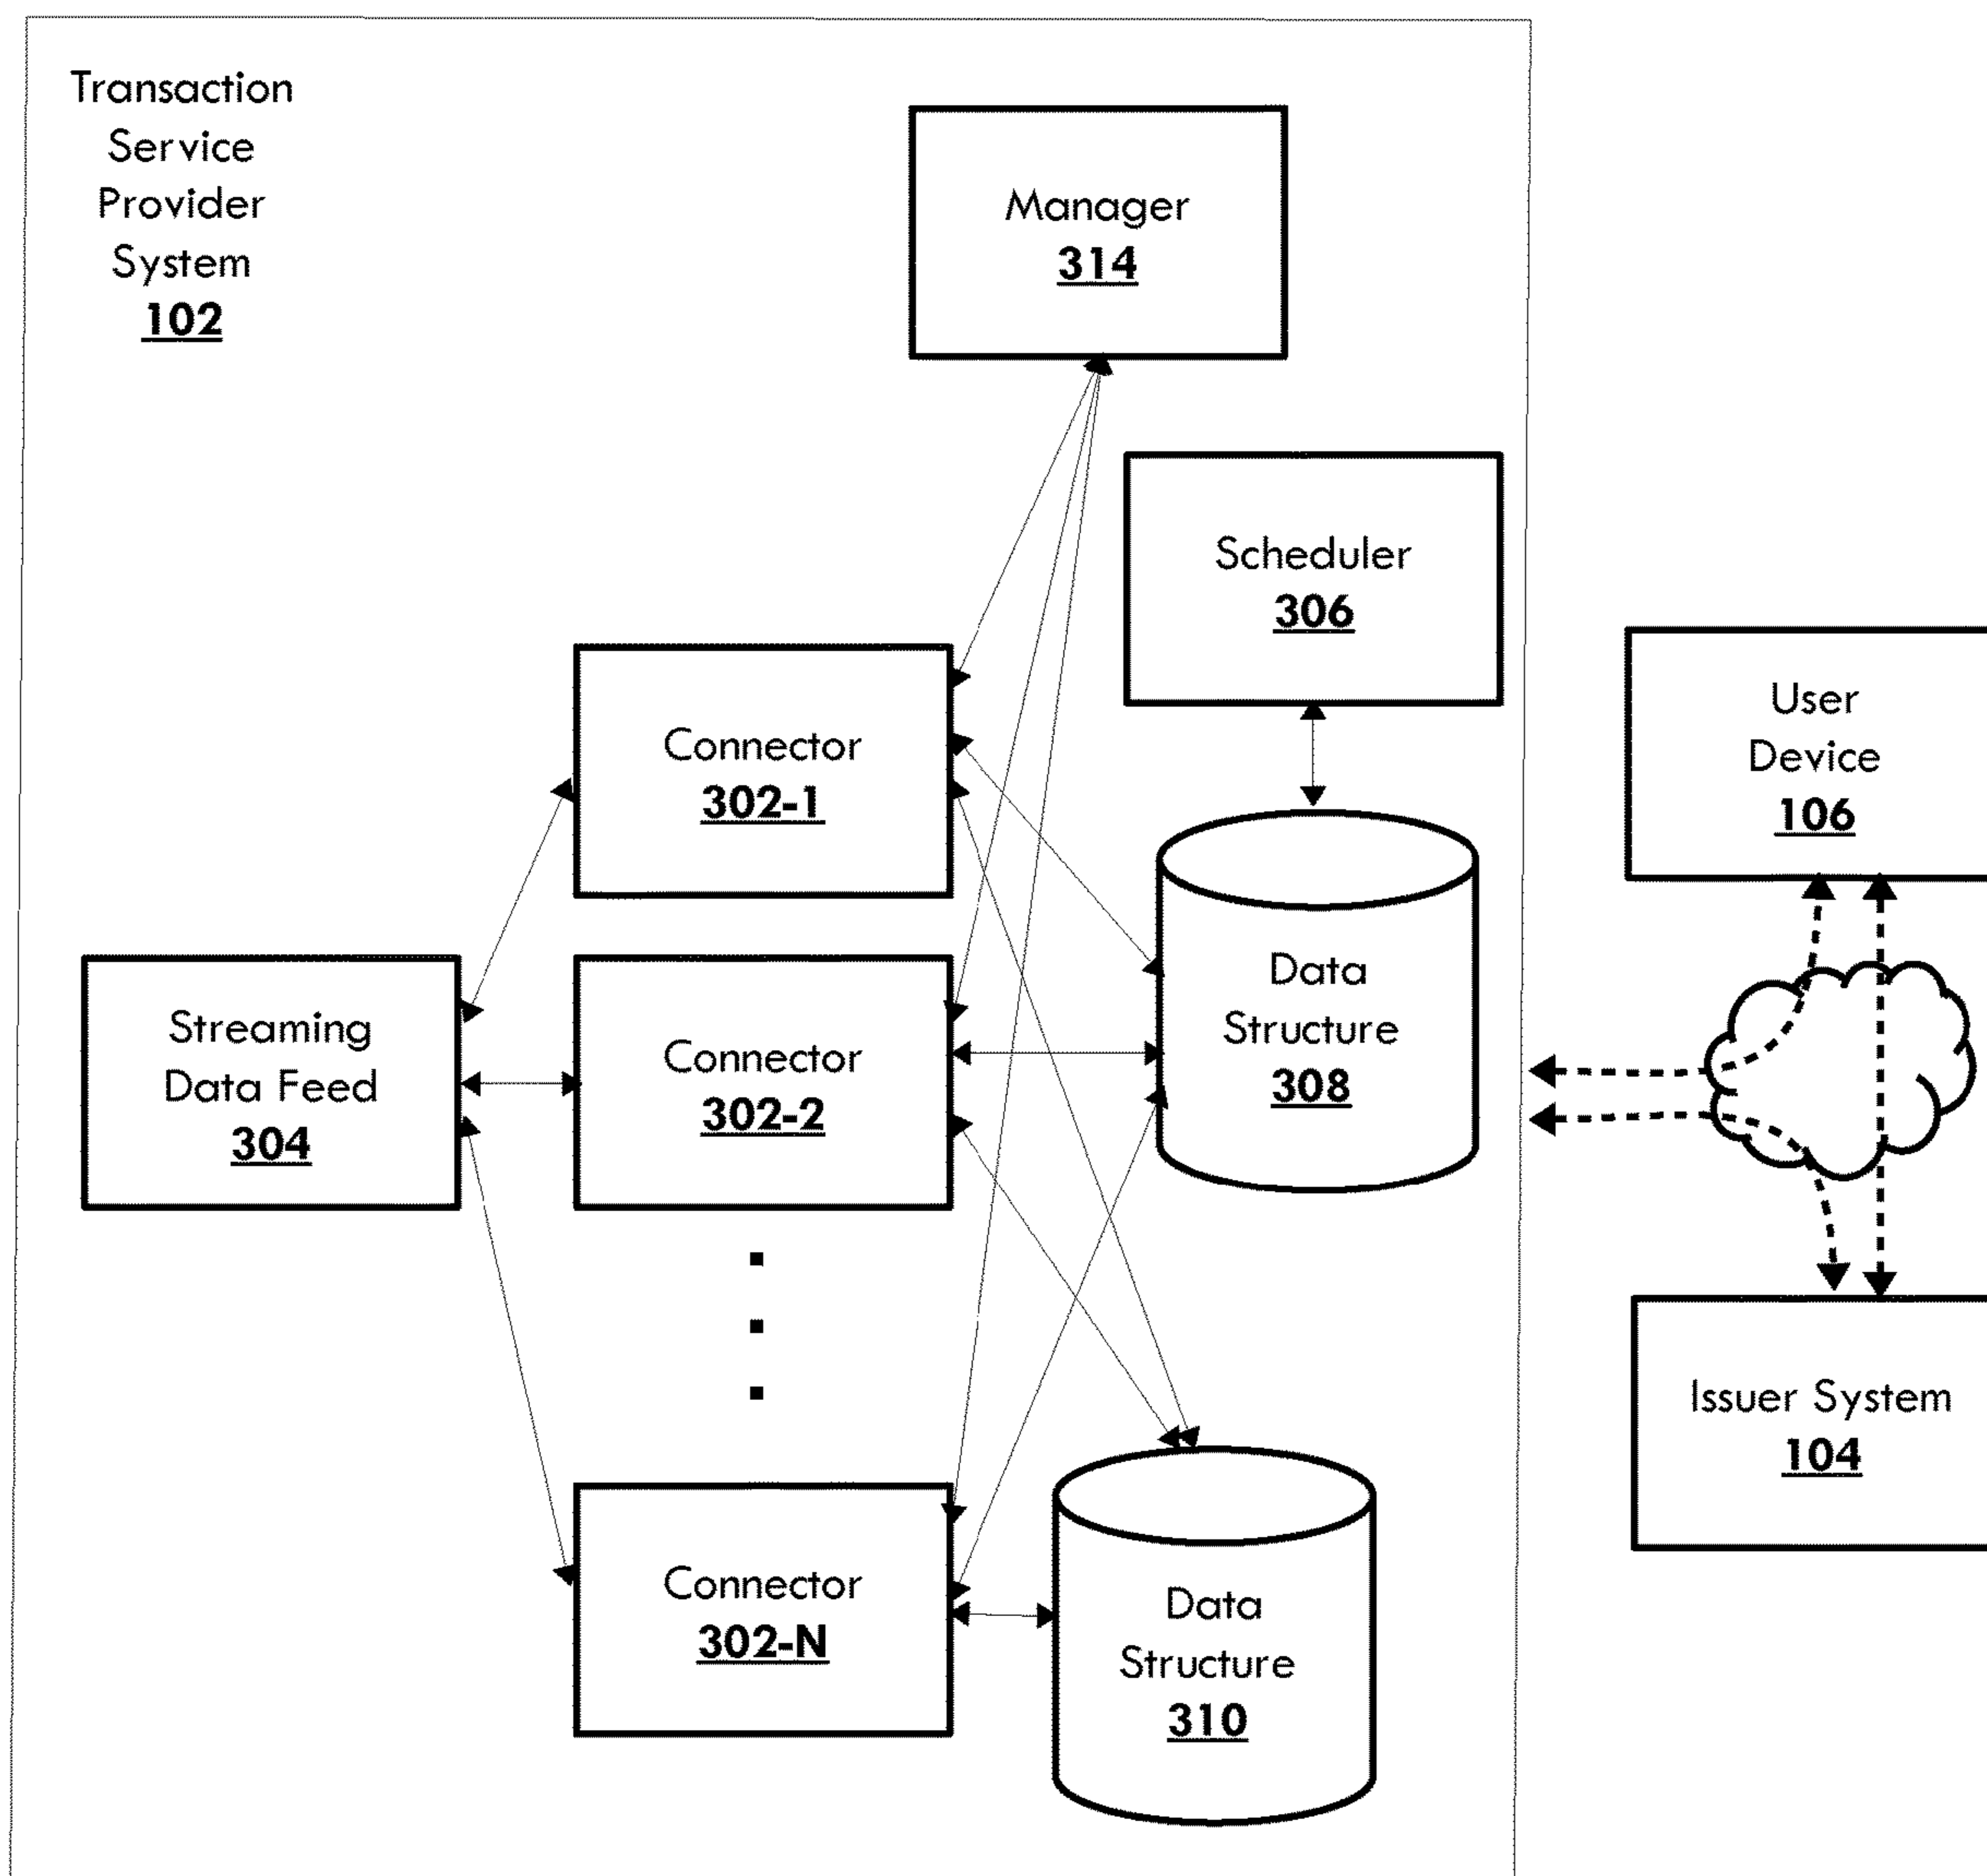 Transaction
Service
Provider
System
102
Manager
314
Scheduler
306
Connector
302-1
User
Device
106
Streaming
Data Feed
304
Connector
302-2
Data
Structure
308
Issuer System
104
Connector
302-N
Data
Structure
310